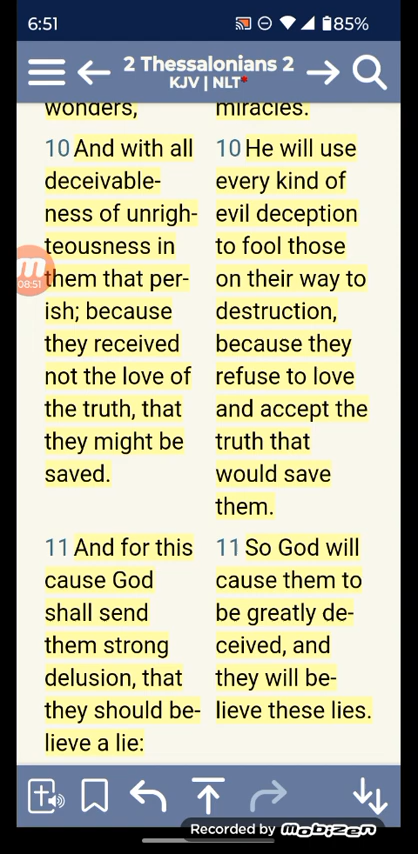 6:51
85%
2 Thessalonians 2
KJV | NLT*
wonders,
10 And with all
deceivable-
ness of unrigh-
teousness in
them that per-
ish; because
they received
not the love of
the truth, that
they might be
saved.
11 And for this
cause God
shall send
them strong
delusion, that
they should be-
lieve a lie:
miracles.
10 He will use
every kind of
evil deception
to fool those
on their way to
destruction,
because they
refuse to love
and accept the
truth that
would save
them.
11 So God will
cause them to
be greatly de-
ceived, and
they will be-
lieve these lies.
m
08:51
Recorded by mobizen